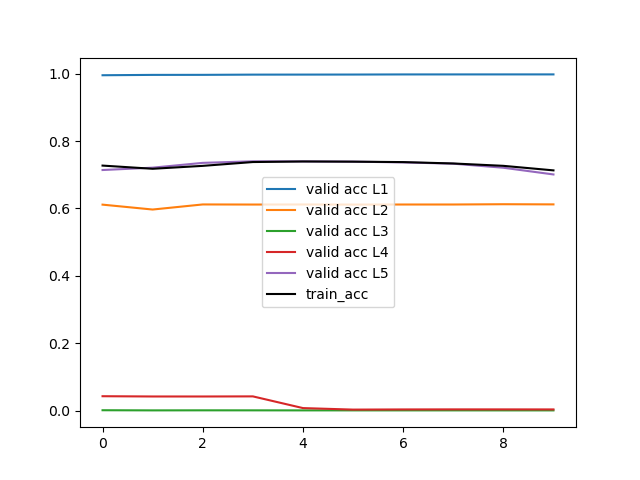 1.0
0.8
0.6
0.4
0.2
0.0
valid acc L1
valid acc L2
valid acc L3
valid acc L4
valid acc L5
train_acc
0 2 4 6 8